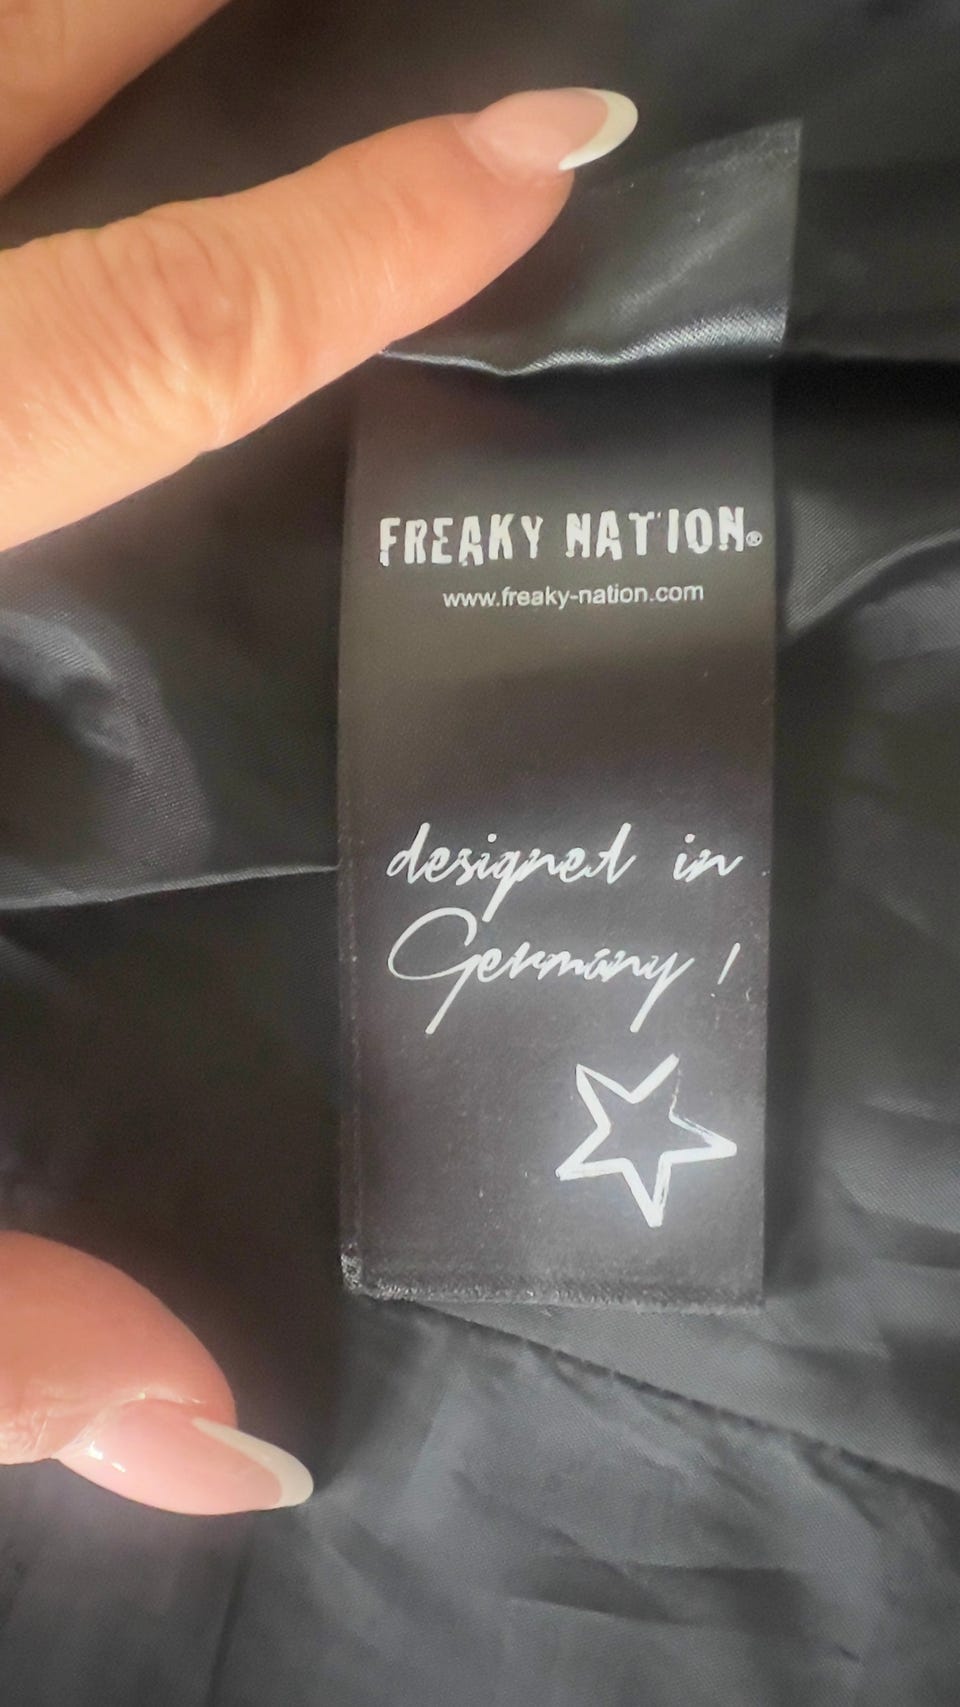 FREAKY NATION®
www.freaky-nation.com
designed in
Germany!